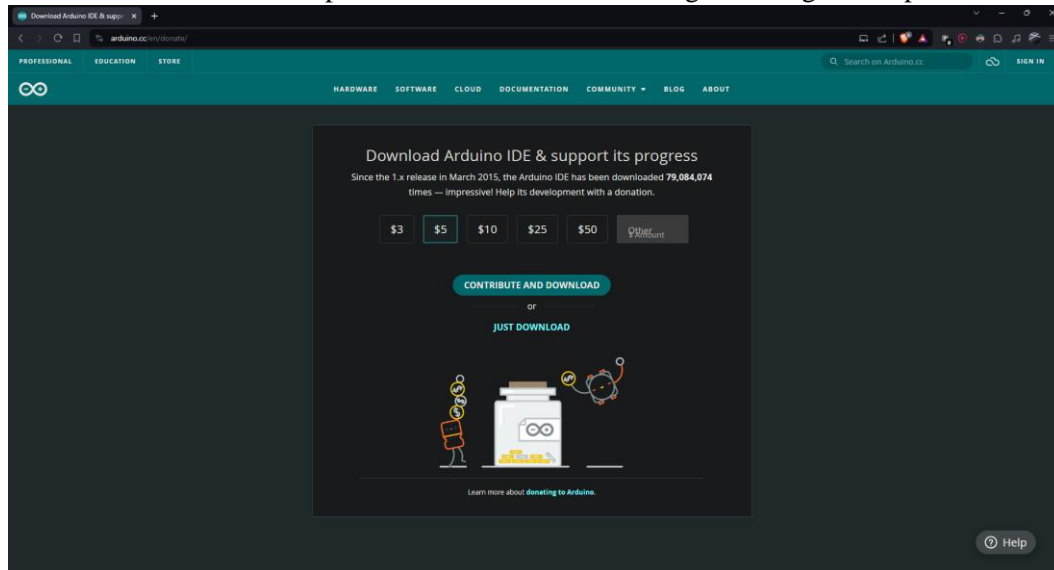 Download Arduino IDE & suppo
arduino.cc/en/donate/
PROFESSIONAL EDUCATION STORE
Search on Arduino.cc
SIGN IN
HARDWARE SOFTWARE CLOUD DOCUMENTATION COMMUNITY BLOG ABOUT
Download Arduino IDE & support its progress
Since the 1.x release in March 2015, the Arduino IDE has been downloaded 79,084,074
times — impressive! Help its development with a donation.
$3 $5 $10 $25 $50 Other
$ Amount
CONTRIBUTE AND DOWNLOAD
or
JUST DOWNLOAD
Learn more about donating to Arduino.
Help